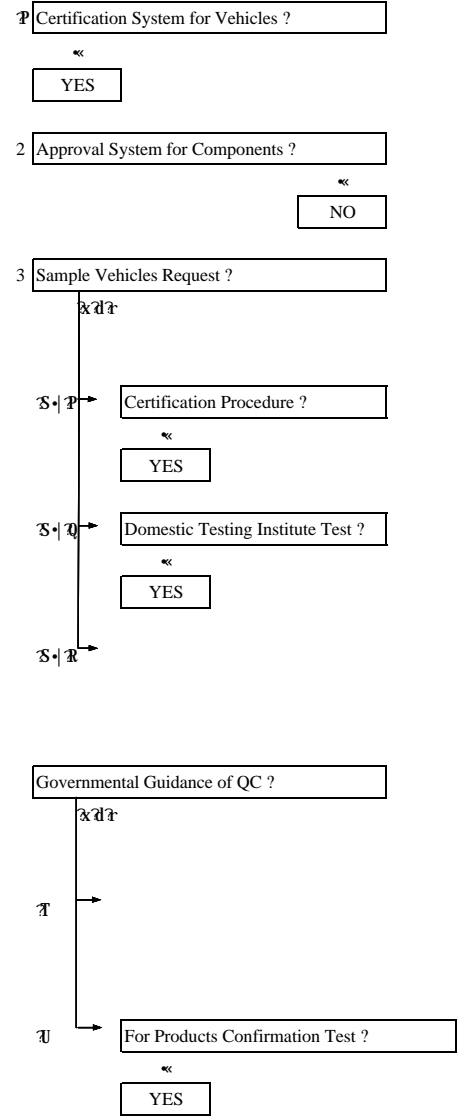 Certification System for Vehicles ?
YES
2 Approval System for Components ?
NO
3 Sample Vehicles Request ?
Certification Procedure ?
YES
Domestic Testing Institute Test ?
YES
Governmental Guidance of QC ?
For Products Confirmation Test ?
YES